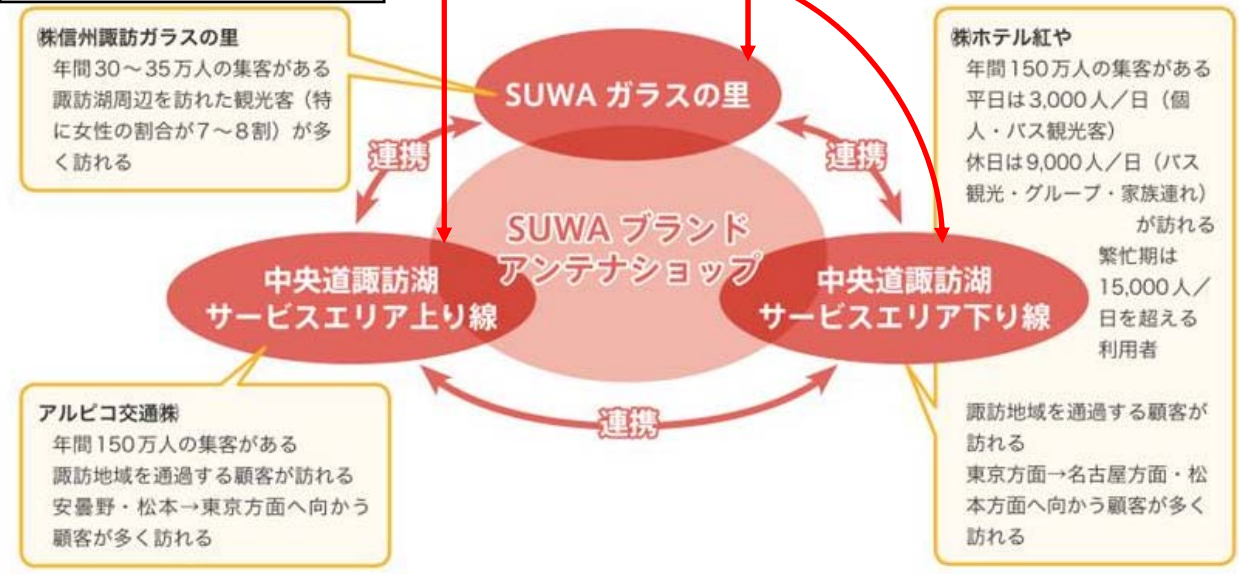 ㈱信州諏訪ガラスの里
年間30～35万人の集客がある
諏訪湖周辺を訪れた観光客（特
に女性の割合が7～8割）が多
く訪れる
SUWA ガラスの里
㈱ホテル紅や
年間150万人の集客がある
平日は3,000人／日（個
人・バス観光客）
休日は9,000人／日（バス
観光・グループ・家族連れ）
が訪れる
繁忙期は
15,000人／
日を超える
利用者
諏訪地域を通過する顧客が
訪れる
東京方面→名古屋方面・松
本方面へ向かう顧客が多く
訪れる
連携
連携
SUWA ブランド
アンテナショップ
中央道諏訪湖
サービスエリア上り線
中央道諏訪湖
サービスエリア下り線
連携
アルピコ交通㈱
年間150万人の集客がある
諏訪地域を通過する顧客が訪れる
安曇野・松本→東京方面へ向かう
顧客が多く訪れる